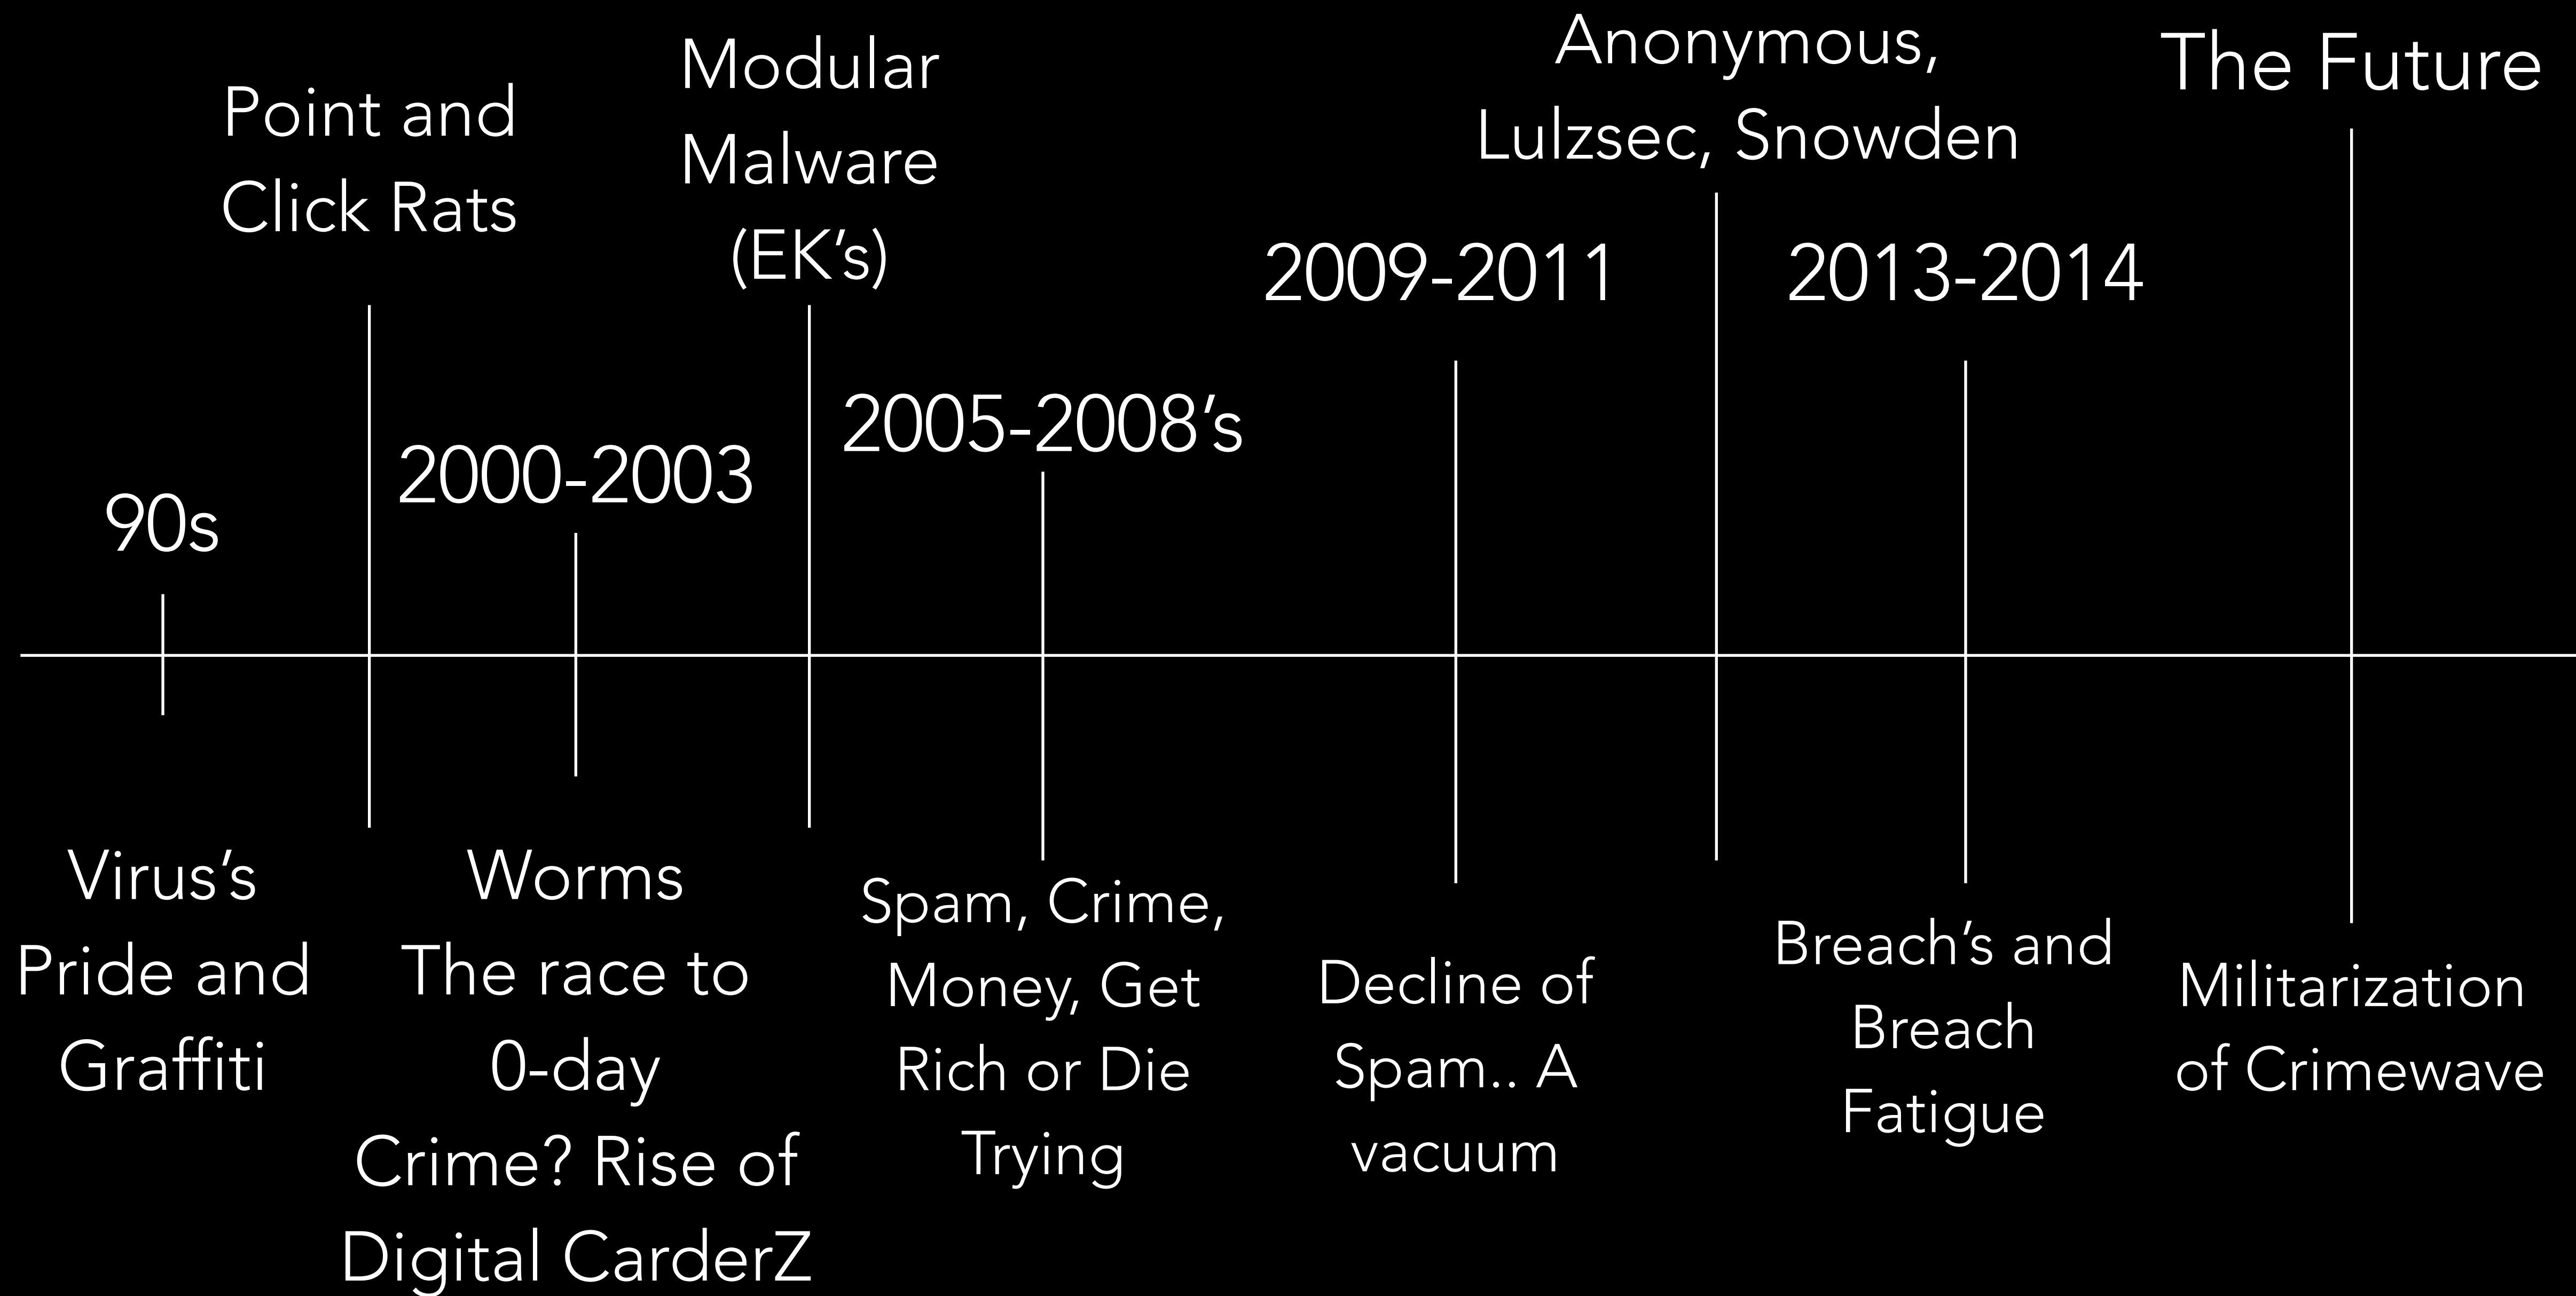 90s
Virus’s
Pride and
Graffiti
Point and
Click Rats
2000-2003
Worms
The race to
0-day
Crime? Rise of
Digital CarderZ
Modular
Malware
(EK’s)
2005-2008’s
Spam, Crime,
Money, Get
Rich or Die
Trying
2009-2011
Decline of
Spam.. A
vacuum
Anonymous,
Lulzsec, Snowden
2013-2014
Breach’s and
Breach
Fatigue
The Future
Militarization
of Crimewave